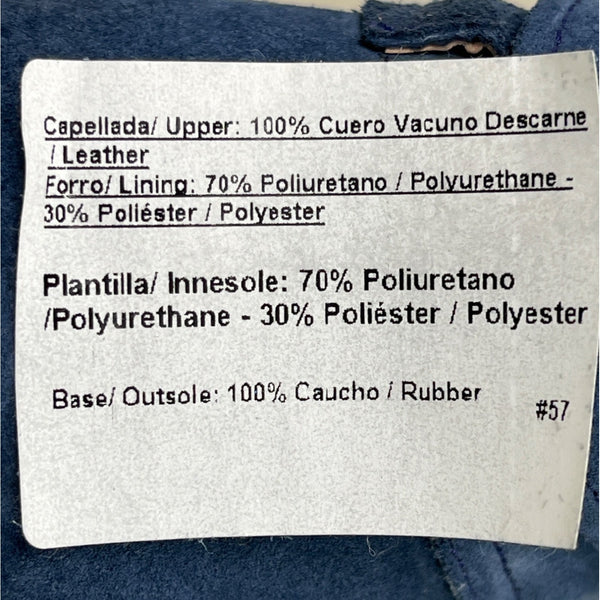 Capellada/ Upper: 100% Cuero Vacuno Descarne
/ Leather
Forro/ Lining: 70% Poliuretano / Polyurethane -
30% Poliéster / Polyester
Plantilla/ Innesole: 70% Poliuretano
/Polyurethane - 30% Poliéster / Polyester
Base/ Outsole: 100% Caucho / Rubber
#57